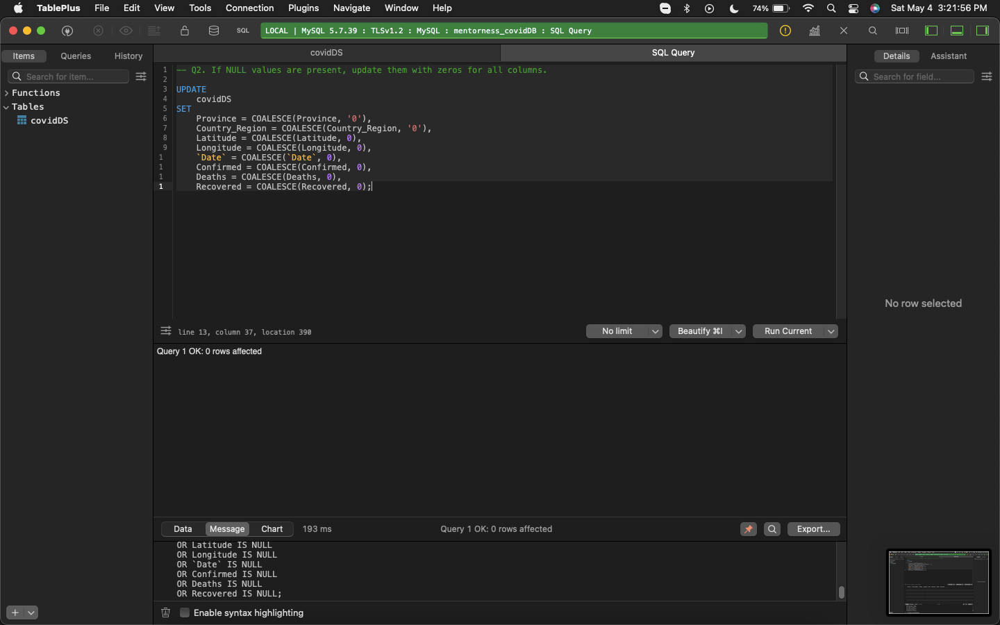 TablePlus File Edit View Tools Connection Plugins Navigate Window Help 74% Sat May 4 3:21:56 PM
SQL LOCAL | MySQL 5.7.39 : TLSv1.2 : MySQL : mentorness_covidDB : SQL Query
Items Queries History
covidDS SQL Query
Details Assistant
Search for item...
Search for field...
Functions
Tables
covidDS
1 -- Q2. If NULL values are present, update them with zeros for all columns.
2
3 UPDATE
4 covidDS
5 SET
6 Province = COALESCE(Province, '0'),
7 Country_Region = COALESCE(Country_Region, '0'),
8 Latitude = COALESCE(Latitude, 0),
9 Longitude = COALESCE(Longitude, 0),
1 `Date` = COALESCE(`Date`, 0),
1 Confirmed = COALESCE(Confirmed, 0),
1 Deaths = COALESCE(Deaths, 0),
1 Recovered = COALESCE(Recovered, 0);
No row selected
line 13, column 37, location 390
No limit Beautify ⌘I Run Current
Query 1 OK: 0 rows affected
Data Message Chart 193 ms Query 1 OK: 0 rows affected Export...
OR Latitude IS NULL
OR Longitude IS NULL
OR `Date` IS NULL
OR Confirmed IS NULL
OR Deaths IS NULL
OR Recovered IS NULL;
Enable syntax highlighting